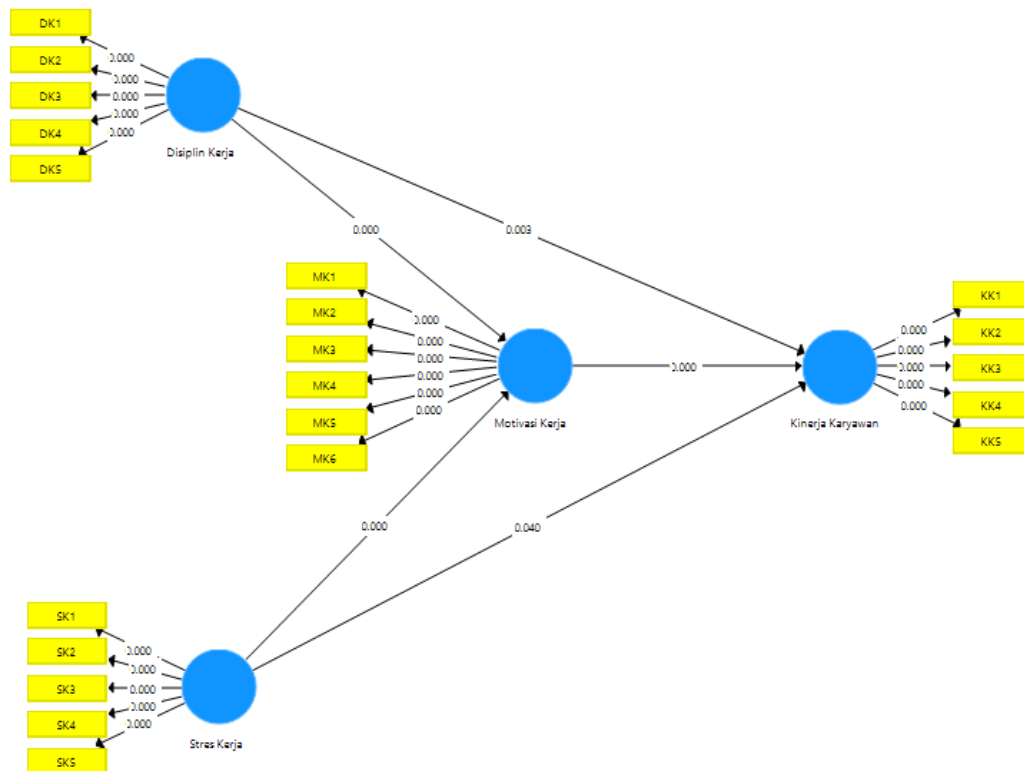 DK1
DK2
DK3
DK4
DK5
0.000
0.000
0.000
0.000
0.000
Disiplin Kerja
0.000
0.003
MK1
MK2
MK3
MK4
MK5
MK6
0.000
0.000
0.000
0.000
0.000
0.000
Motivasi Kerja
0.000
KK1
KK2
KK3
KK4
KK5
0.000
0.000
0.000
0.000
0.000
Kinerja Karyawan
0.000
0.040
SK1
SK2
SK3
SK4
SK5
0.000
0.000
0.000
0.000
0.000
Stres Kerja